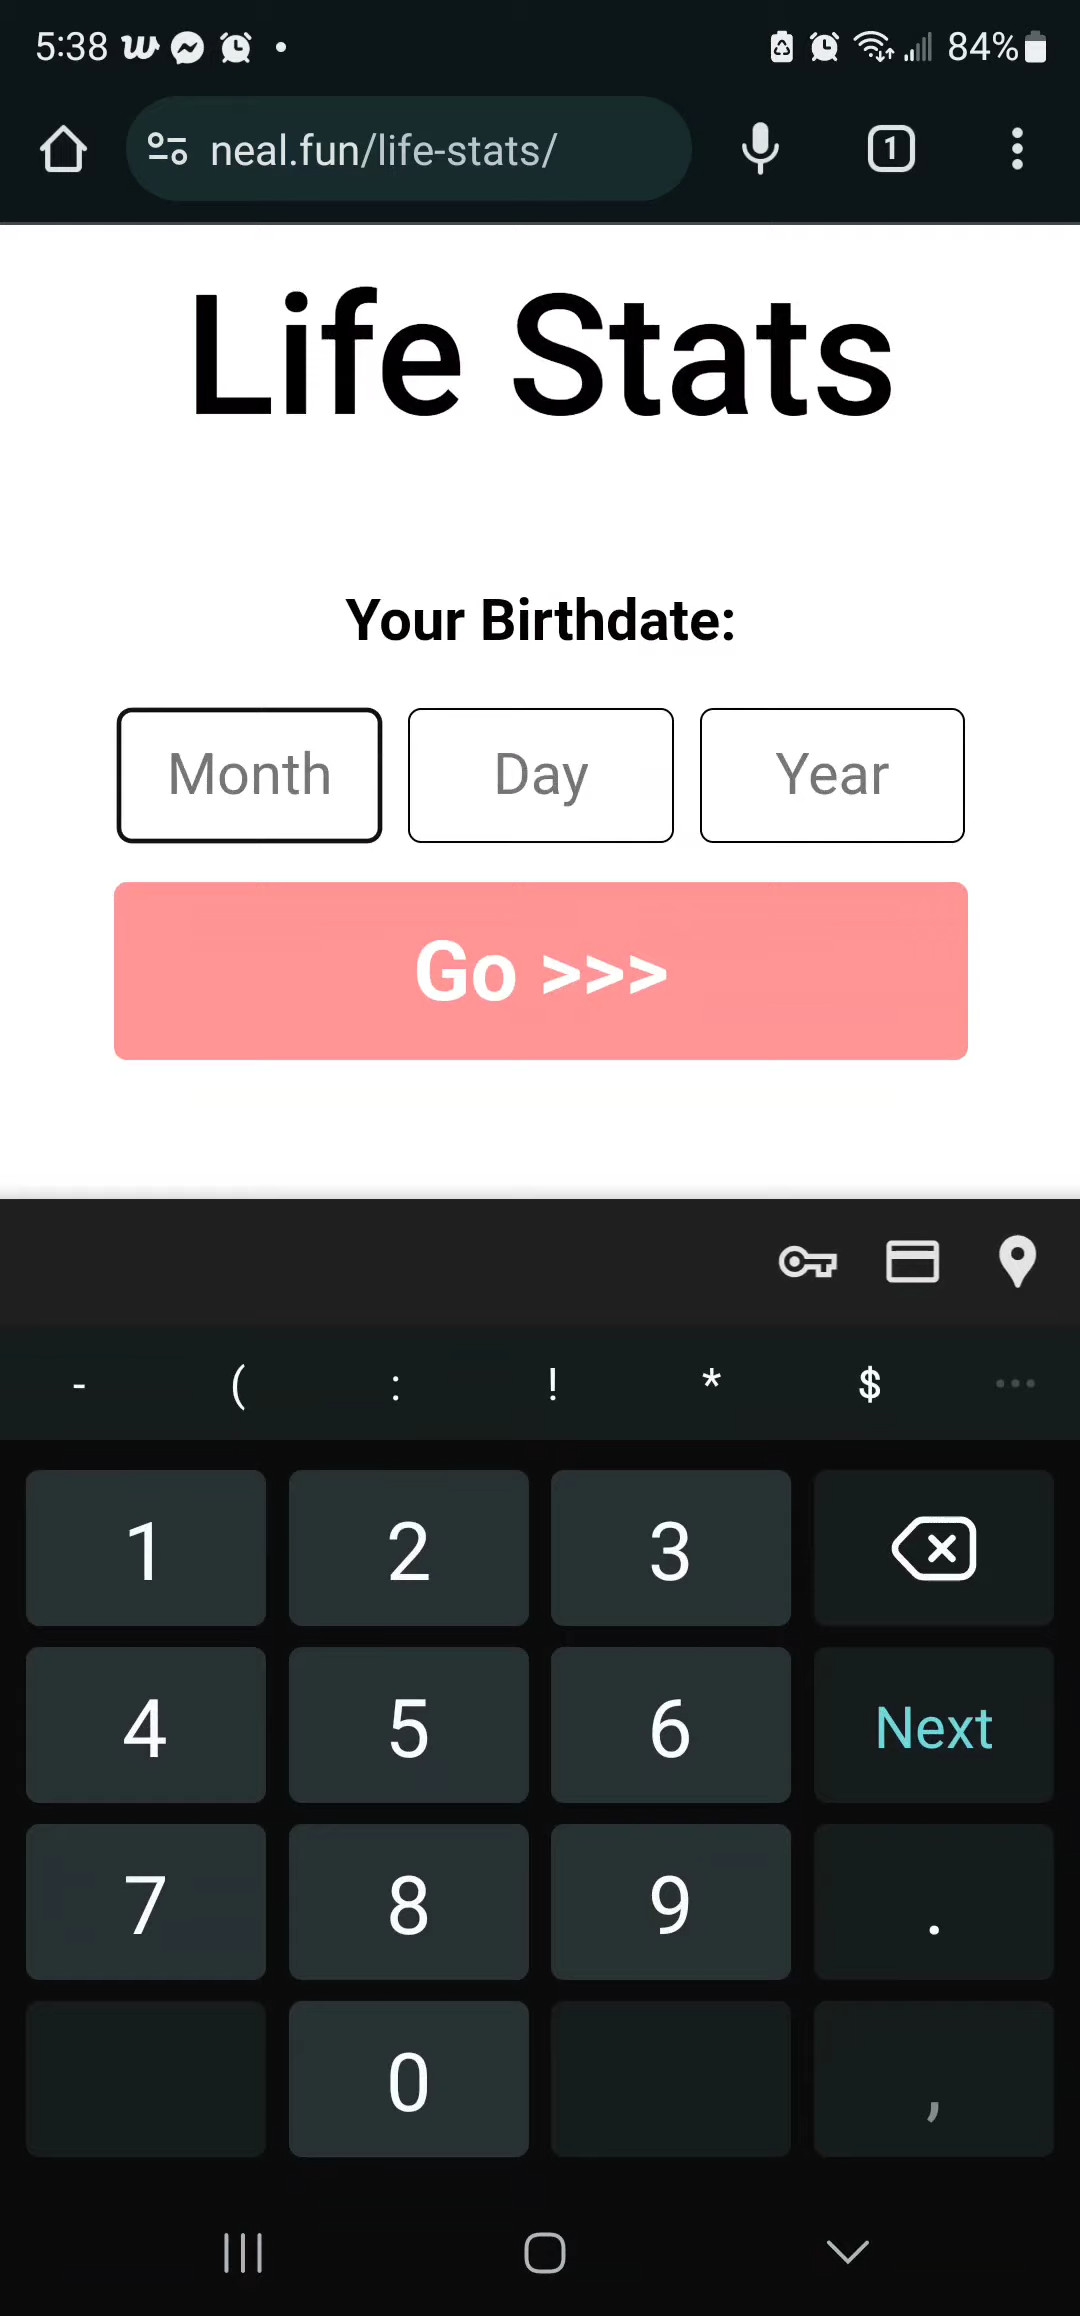 5:38 84%
neal.fun/life-stats/ 1
Life Stats
Your Birthdate:
Month Day Year
Go >>>
- ( : ! * $ ...
1 2 3
4 5 6 Next
7 8 9 .
0 ,